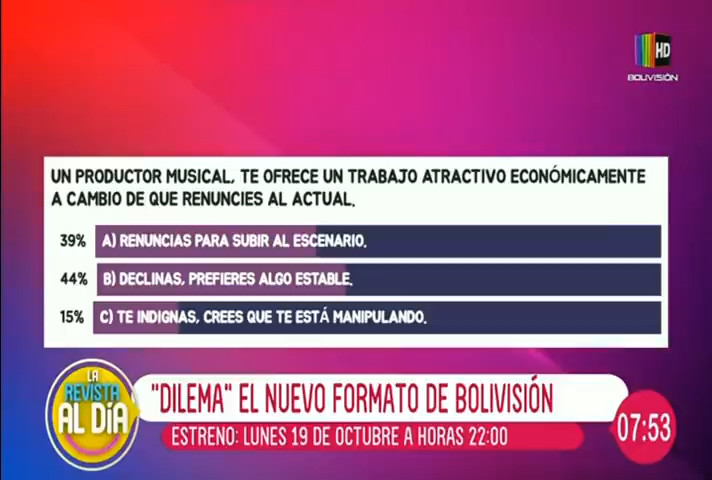 HD
BOLIVISIÓN
UN PRODUCTOR MUSICAL, TE OFRECE UN TRABAJO ATRACTIVO ECONÓMICAMENTE
A CAMBIO DE QUE RENUNCIES AL ACTUAL.
39% A) RENUNCIAS PARA SUBIR AL ESCENARIO.
44% B) DECLINAS, PREFIERES ALGO ESTABLE.
15% C) TE INDIGNAS, CREES QUE TE ESTÁ MANIPULANDO.
LA
REVISTA
AL DÍA
"DILEMA" EL NUEVO FORMATO DE BOLIVISIÓN
ESTRENO: LUNES 19 DE OCTUBRE A HORAS 22:00
07:53